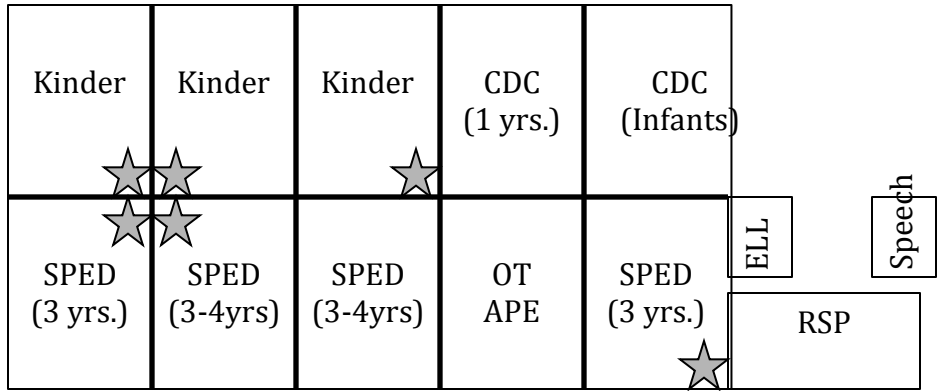 Kinder
Kinder
Kinder
CDC
(1 yrs.)
CDC
(Infants)
SPED
(3 yrs.)
SPED
(3-4yrs)
SPED
(3-4yrs)
OT
APE
SPED
(3 yrs.)
ELL
Speech
RSP